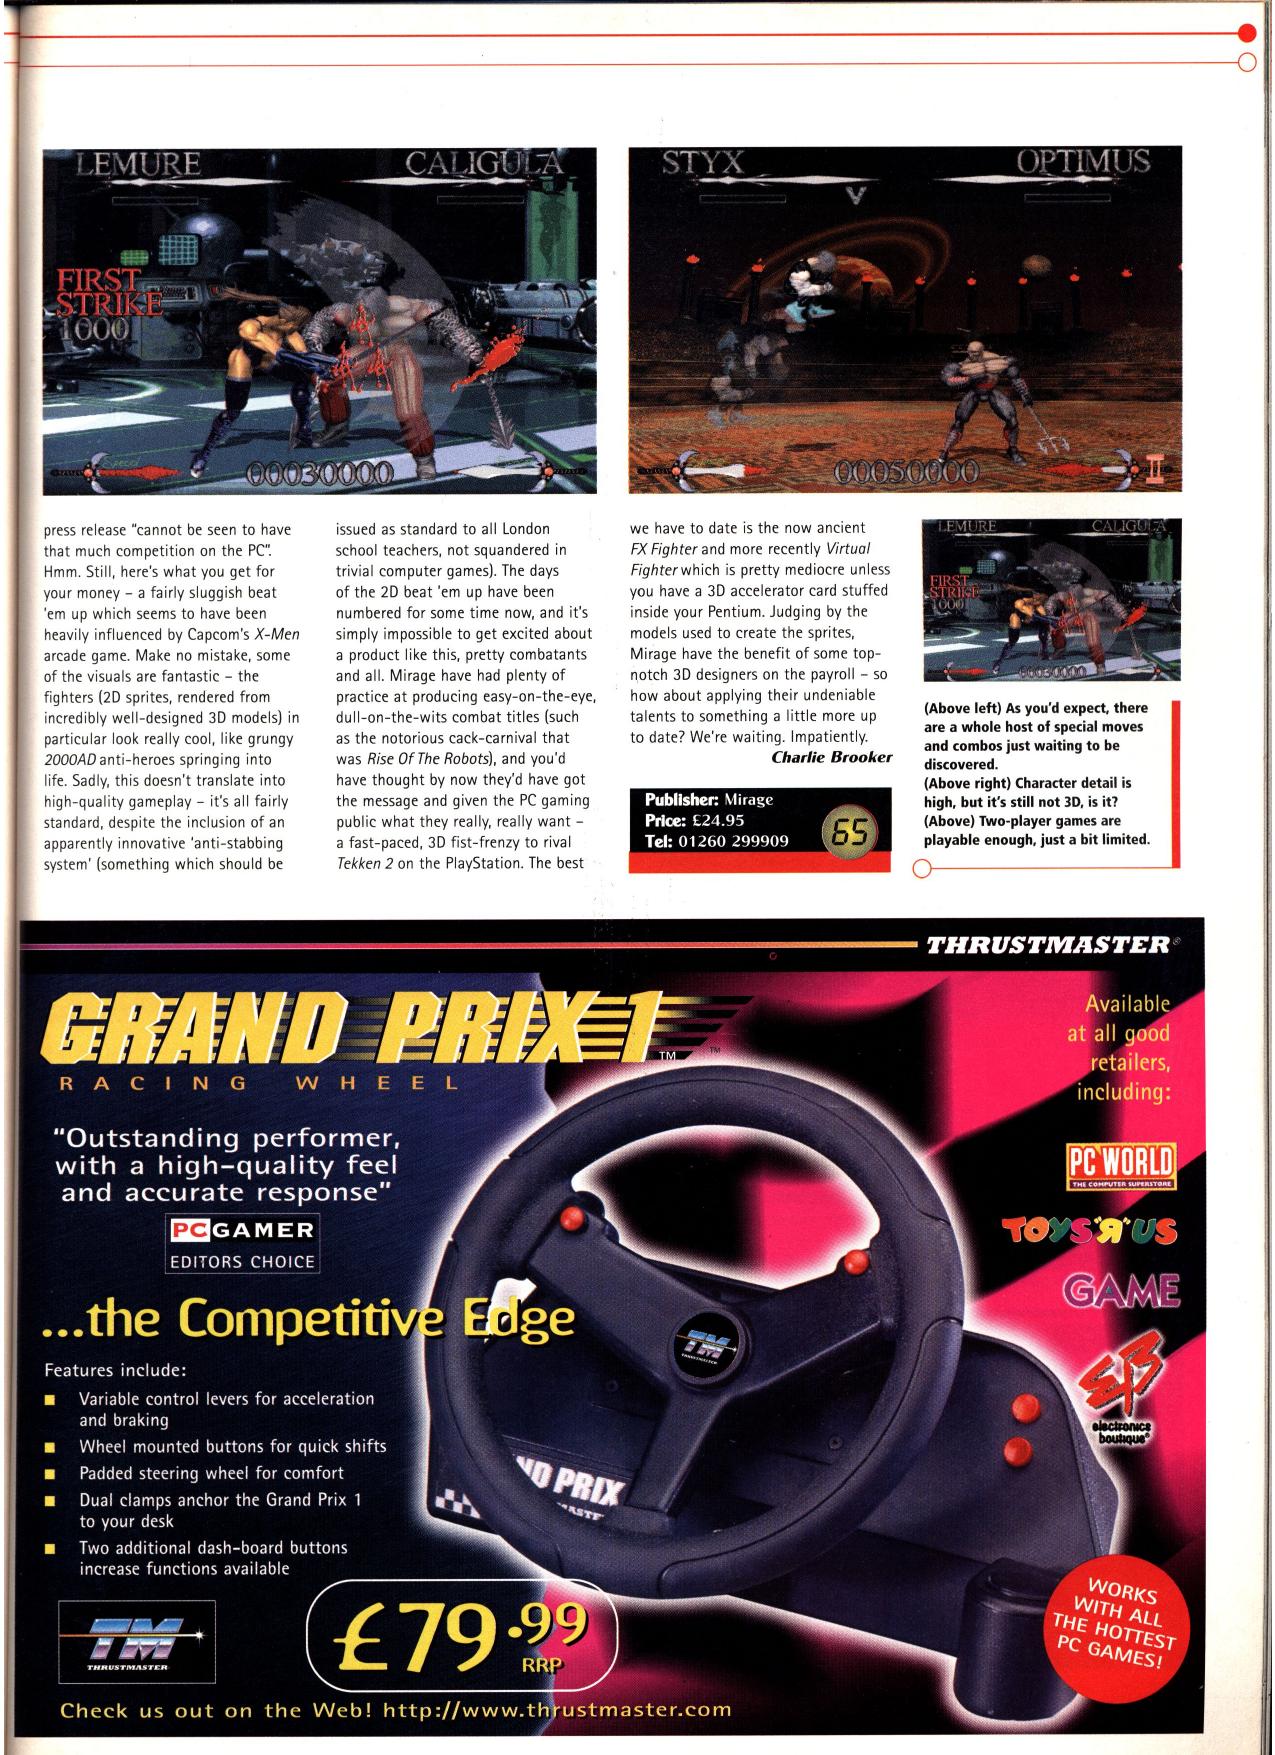 LEMURE
CALIGULA
FIRST
STRIKE
1000
00030000
STYX
OPTIMUS
V
00050000
II
press release "cannot be seen to have
that much competition on the PC".
Hmm. Still, here's what you get for
your money – a fairly sluggish beat
'em up which seems to have been
heavily influenced by Capcom's X-Men
arcade game. Make no mistake, some
of the visuals are fantastic – the
fighters (2D sprites, rendered from
incredibly well-designed 3D models) in
particular look really cool, like grungy
2000AD anti-heroes springing into
life. Sadly, this doesn't translate into
high-quality gameplay – it's all fairly
standard, despite the inclusion of an
apparently innovative 'anti-stabbing
system' (something which should be
issued as standard to all London
school teachers, not squandered in
trivial computer games). The days
of the 2D beat 'em up have been
numbered for some time now, and it's
simply impossible to get excited about
a product like this, pretty combatants
and all. Mirage have had plenty of
practice at producing easy-on-the-eye,
dull-on-the-wits combat titles (such
as the notorious cack-carnival that
was Rise Of The Robots), and you'd
have thought by now they'd have got
the message and given the PC gaming
public what they really, really want –
a fast-paced, 3D fist-frenzy to rival
Tekken 2 on the PlayStation. The best
we have to date is the now ancient
FX Fighter and more recently Virtual
Fighter which is pretty mediocre unless
you have a 3D accelerator card stuffed
inside your Pentium. Judging by the
models used to create the sprites,
Mirage have the benefit of some top-
notch 3D designers on the payroll – so
how about applying their undeniable
talents to something a little more up
to date? We're waiting. Impatiently.
Charlie Brooker
Publisher: Mirage
Price: £24.95
Tel: 01260 299909
65
LEMURE
CALIGULA
FIRST
STRIKE
1000
00030000
(Above left) As you'd expect, there
are a whole host of special moves
and combos just waiting to be
discovered.
(Above right) Character detail is
high, but it's still not 3D, is it?
(Above) Two-player games are
playable enough, just a bit limited.
THRUSTMASTER®
GRAND PRIX 1™
RACING WHEEL
"Outstanding performer,
with a high-quality feel
and accurate response"
PC GAMER
EDITORS CHOICE
...the Competitive Edge
Features include:
Variable control levers for acceleration
and braking
Wheel mounted buttons for quick shifts
Padded steering wheel for comfort
Dual clamps anchor the Grand Prix 1
to your desk
Two additional dash-board buttons
increase functions available
TM
THRUSTMASTER
£79.99
RRP
Check us out on the Web! http://www.thrustmaster.com
TM
THRUSTMASTER
ND PRIX
MASTER
Available
at all good
retailers,
including:
PC WORLD
THE COMPUTER SUPERSTORE
TOYS "R" US
GAME
EB
electronics
boutique®
WORKS
WITH ALL
THE HOTTEST
PC GAMES!